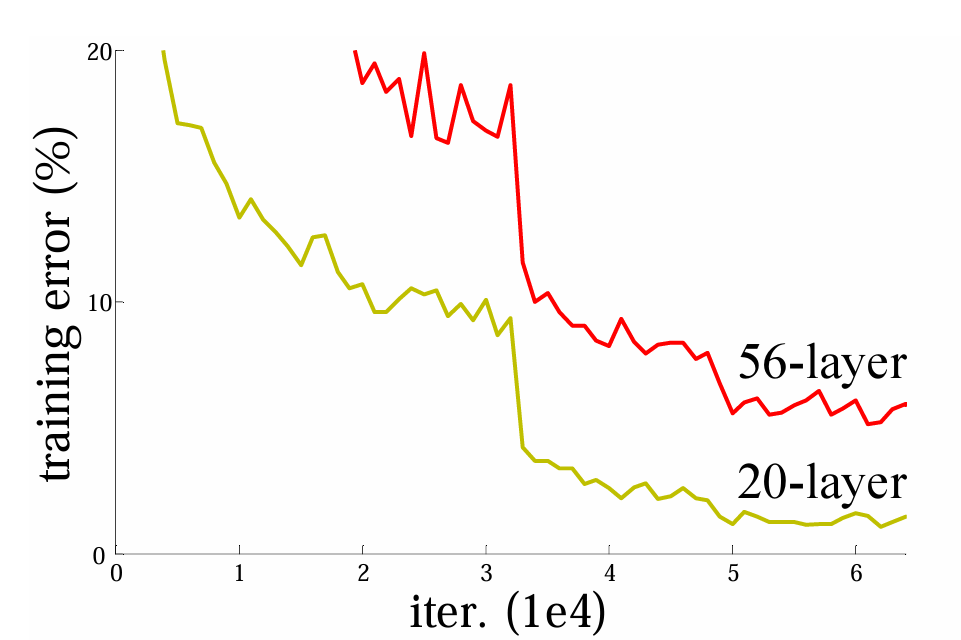 20
10
0
training error (%)
56-layer
20-layer
0 1 2 3 4 5 6
iter. (1e4)